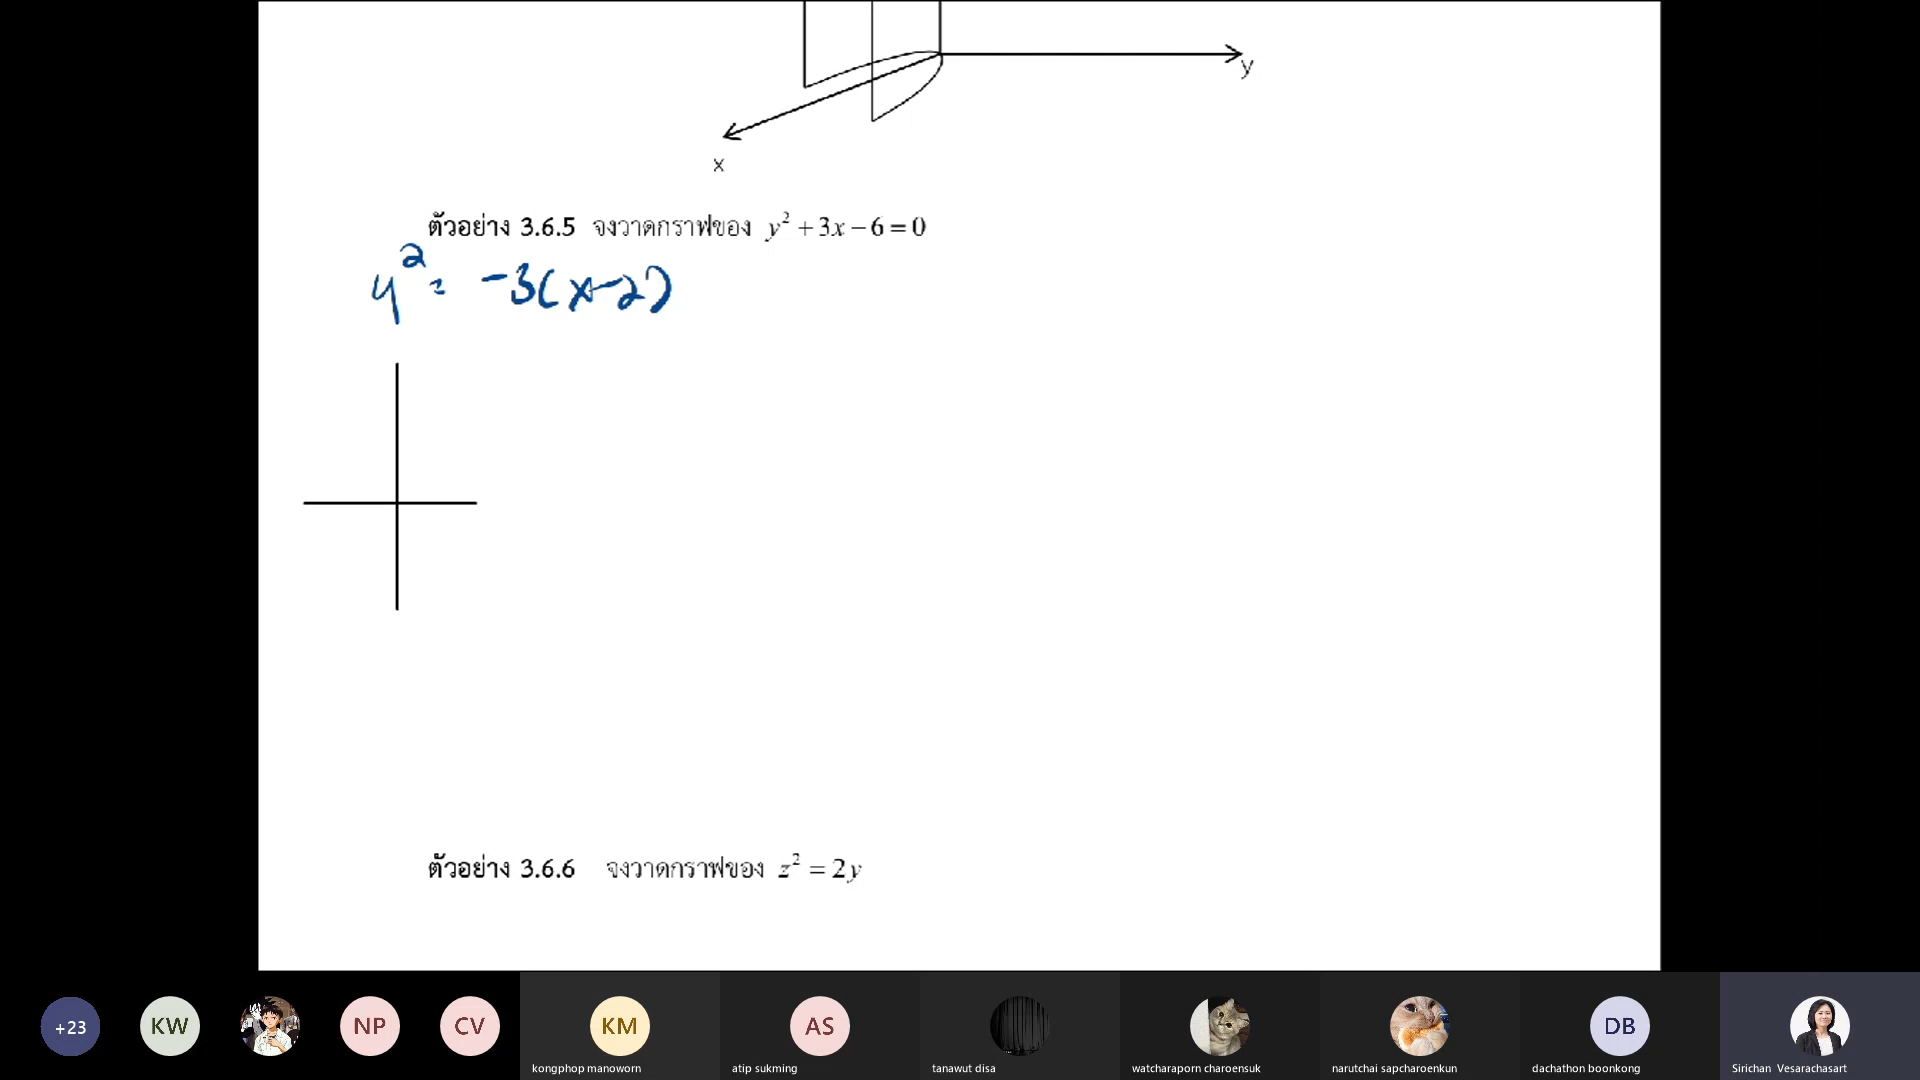 y
x
ตัวอย่าง 3.6.5 จงวาดกราฟของ y² + 3x − 6 = 0
y² = -3(x-2)
ตัวอย่าง 3.6.6 จงวาดกราฟของ z² = 2y
+23
KW
NP
CV
KM
AS
DB
kongphop manoworn
atip sukming
tanawut disa
watcharaporn charoensuk
narutchai sapcharoenkun
dachathon boonkong
Sirichan Vesarachasart